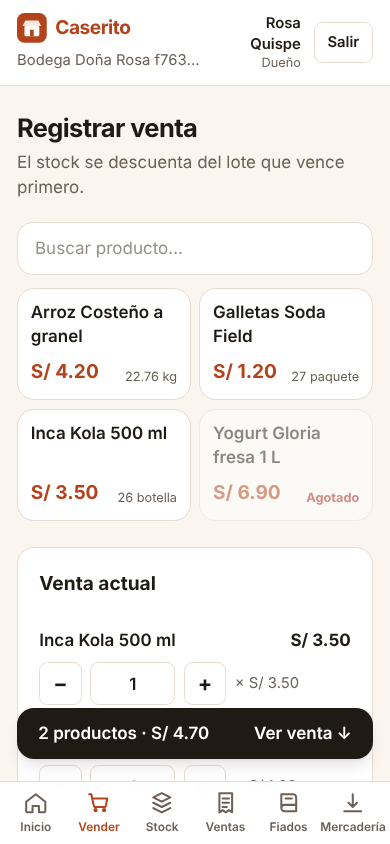 Caserito
Bodega Doña Rosa f763...
Rosa
Quispe
Dueño
Salir
Registrar venta
El stock se descuenta del lote que vence
primero.
Buscar producto...
Arroz Costeño a
granel
S/ 4.20
22.76 kg
Galletas Soda
Field
S/ 1.20
27 paquete
Inca Kola 500 ml
S/ 3.50
26 botella
Yogurt Gloria
fresa 1 L
S/ 6.90
Agotado
Venta actual
Inca Kola 500 ml S/ 3.50
− 1 + × S/ 3.50
2 productos · S/ 4.70 Ver venta ↓
Inicio Vender Stock Ventas Fiados Mercadería